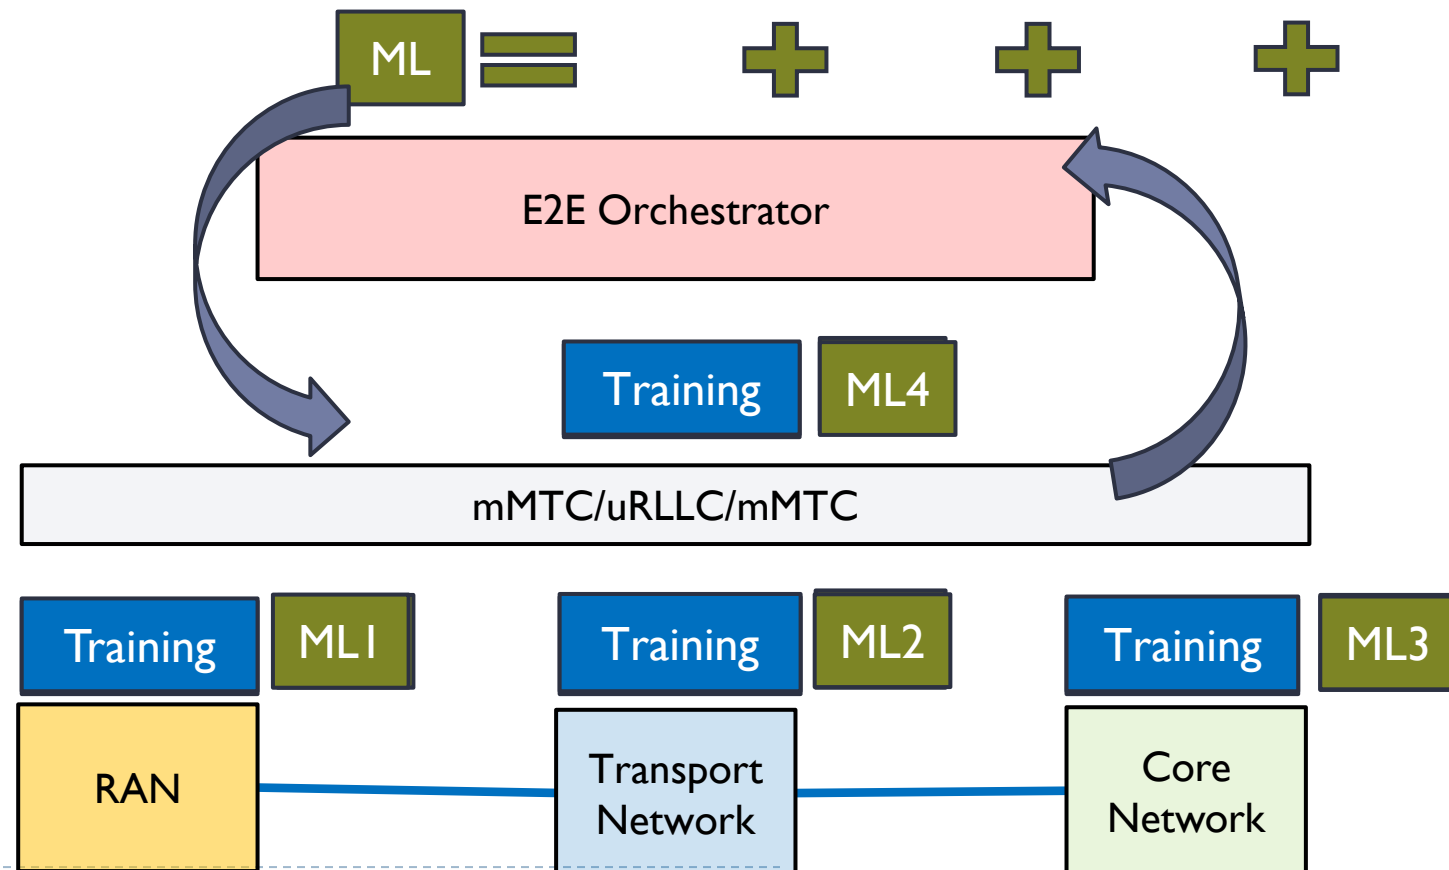 ML
E2E Orchestrator
Training
ML4
mMTC/uRLLC/mMTC
Training
ML1
Training
ML2
Training
ML3
RAN
Transport
Network
Core
Network